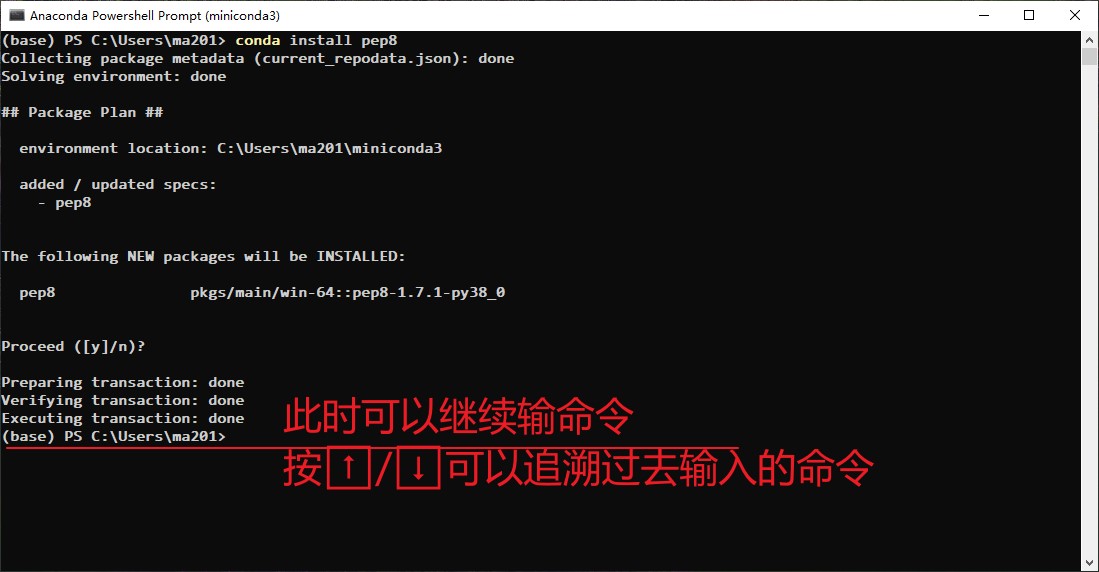 Anaconda Powershell Prompt (miniconda3)
(base) PS C:\Users\ma201> conda install pep8
Collecting package metadata (current_repodata.json): done
Solving environment: done
## Package Plan ##
environment location: C:\Users\ma201\miniconda3
added / updated specs:
- pep8
The following NEW packages will be INSTALLED:
pep8 pkgs/main/win-64::pep8-1.7.1-py38_0
Proceed ([y]/n)?
Preparing transaction: done
Verifying transaction: done
Executing transaction: done
(base) PS C:\Users\ma201>
此时可以继续输命令
按↑/↓可以追溯过去输入的命令